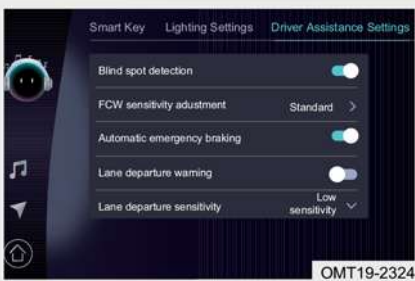 Smart Key Lighting Settings Driver Assistance Settings
Blind spot detection
FCW sensitivity adustment Standard >
Automatic emergency braking
Lane departure warning
Lane departure sensitivity Low sensitivity
OMT19-2324